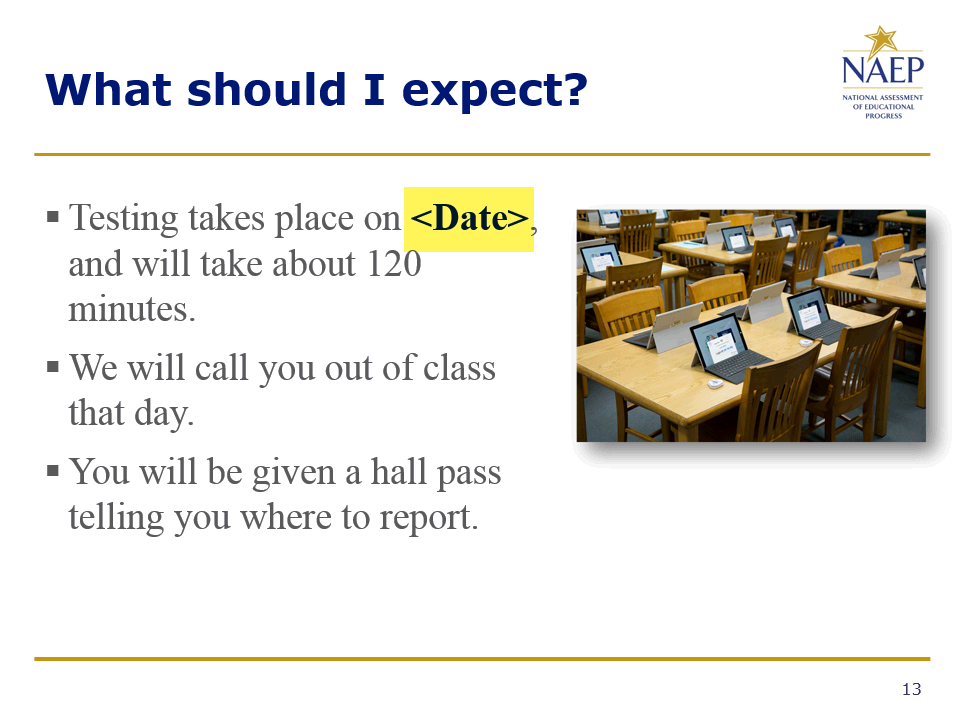 What should I expect?
NAEP
NATIONAL ASSESSMENT
OF EDUCATIONAL
PROGRESS
▪ Testing takes place on <Date>,
and will take about 120
minutes.
▪ We will call you out of class
that day.
▪ You will be given a hall pass
telling you where to report.
13